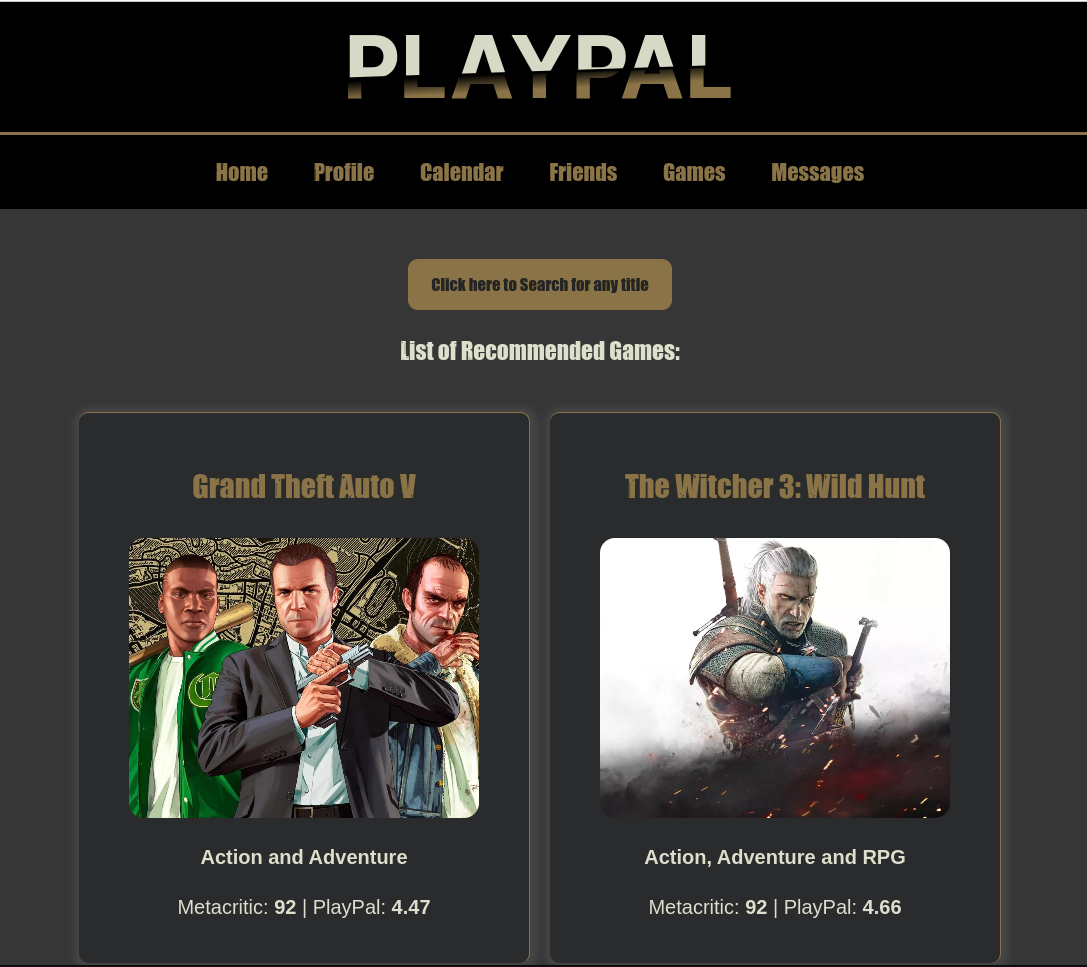 PLAYPAL
Home Profile Calendar Friends Games Messages
Click here to Search for any title
List of Recommended Games:
Grand Theft Auto V
The Witcher 3: Wild Hunt
Action and Adventure
Action, Adventure and RPG
Metacritic: 92 | PlayPal: 4.47
Metacritic: 92 | PlayPal: 4.66